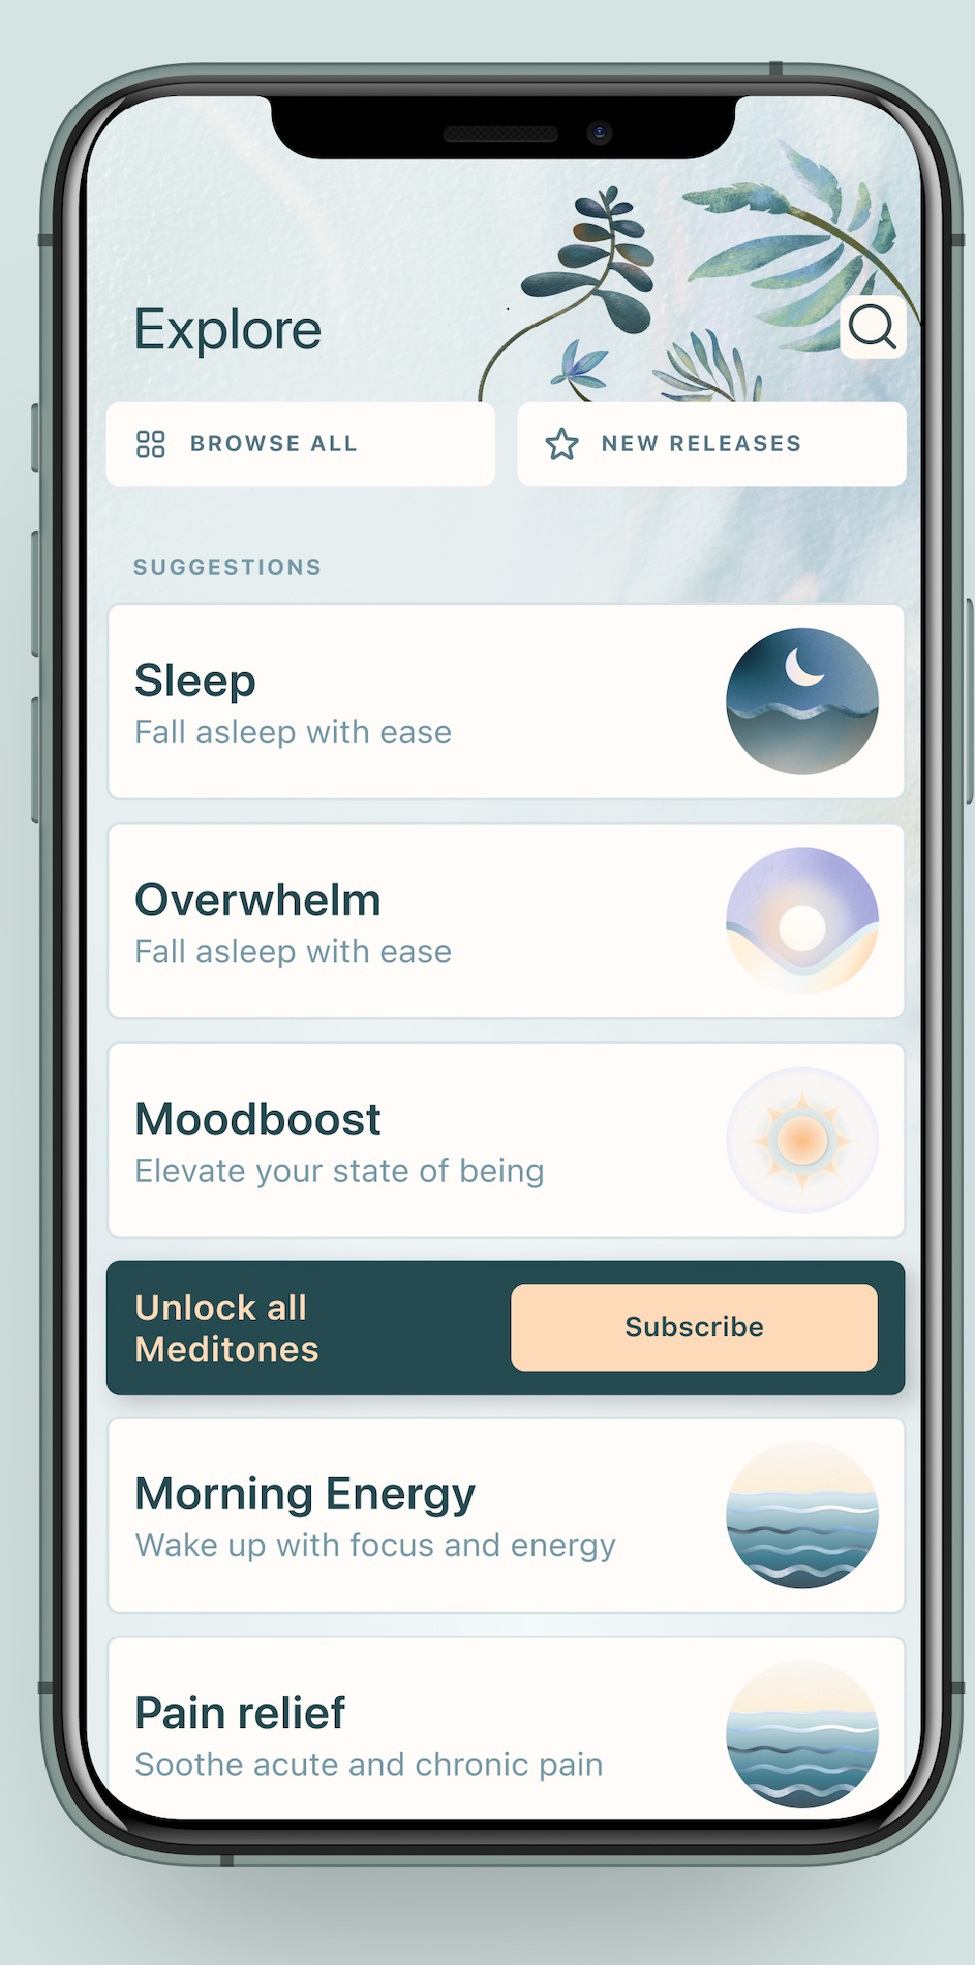 Explore
BROWSE ALL
NEW RELEASES
SUGGESTIONS
Sleep
Fall asleep with ease
Overwhelm
Fall asleep with ease
Moodboost
Elevate your state of being
Unlock all
Meditones
Subscribe
Morning Energy
Wake up with focus and energy
Pain relief
Soothe acute and chronic pain